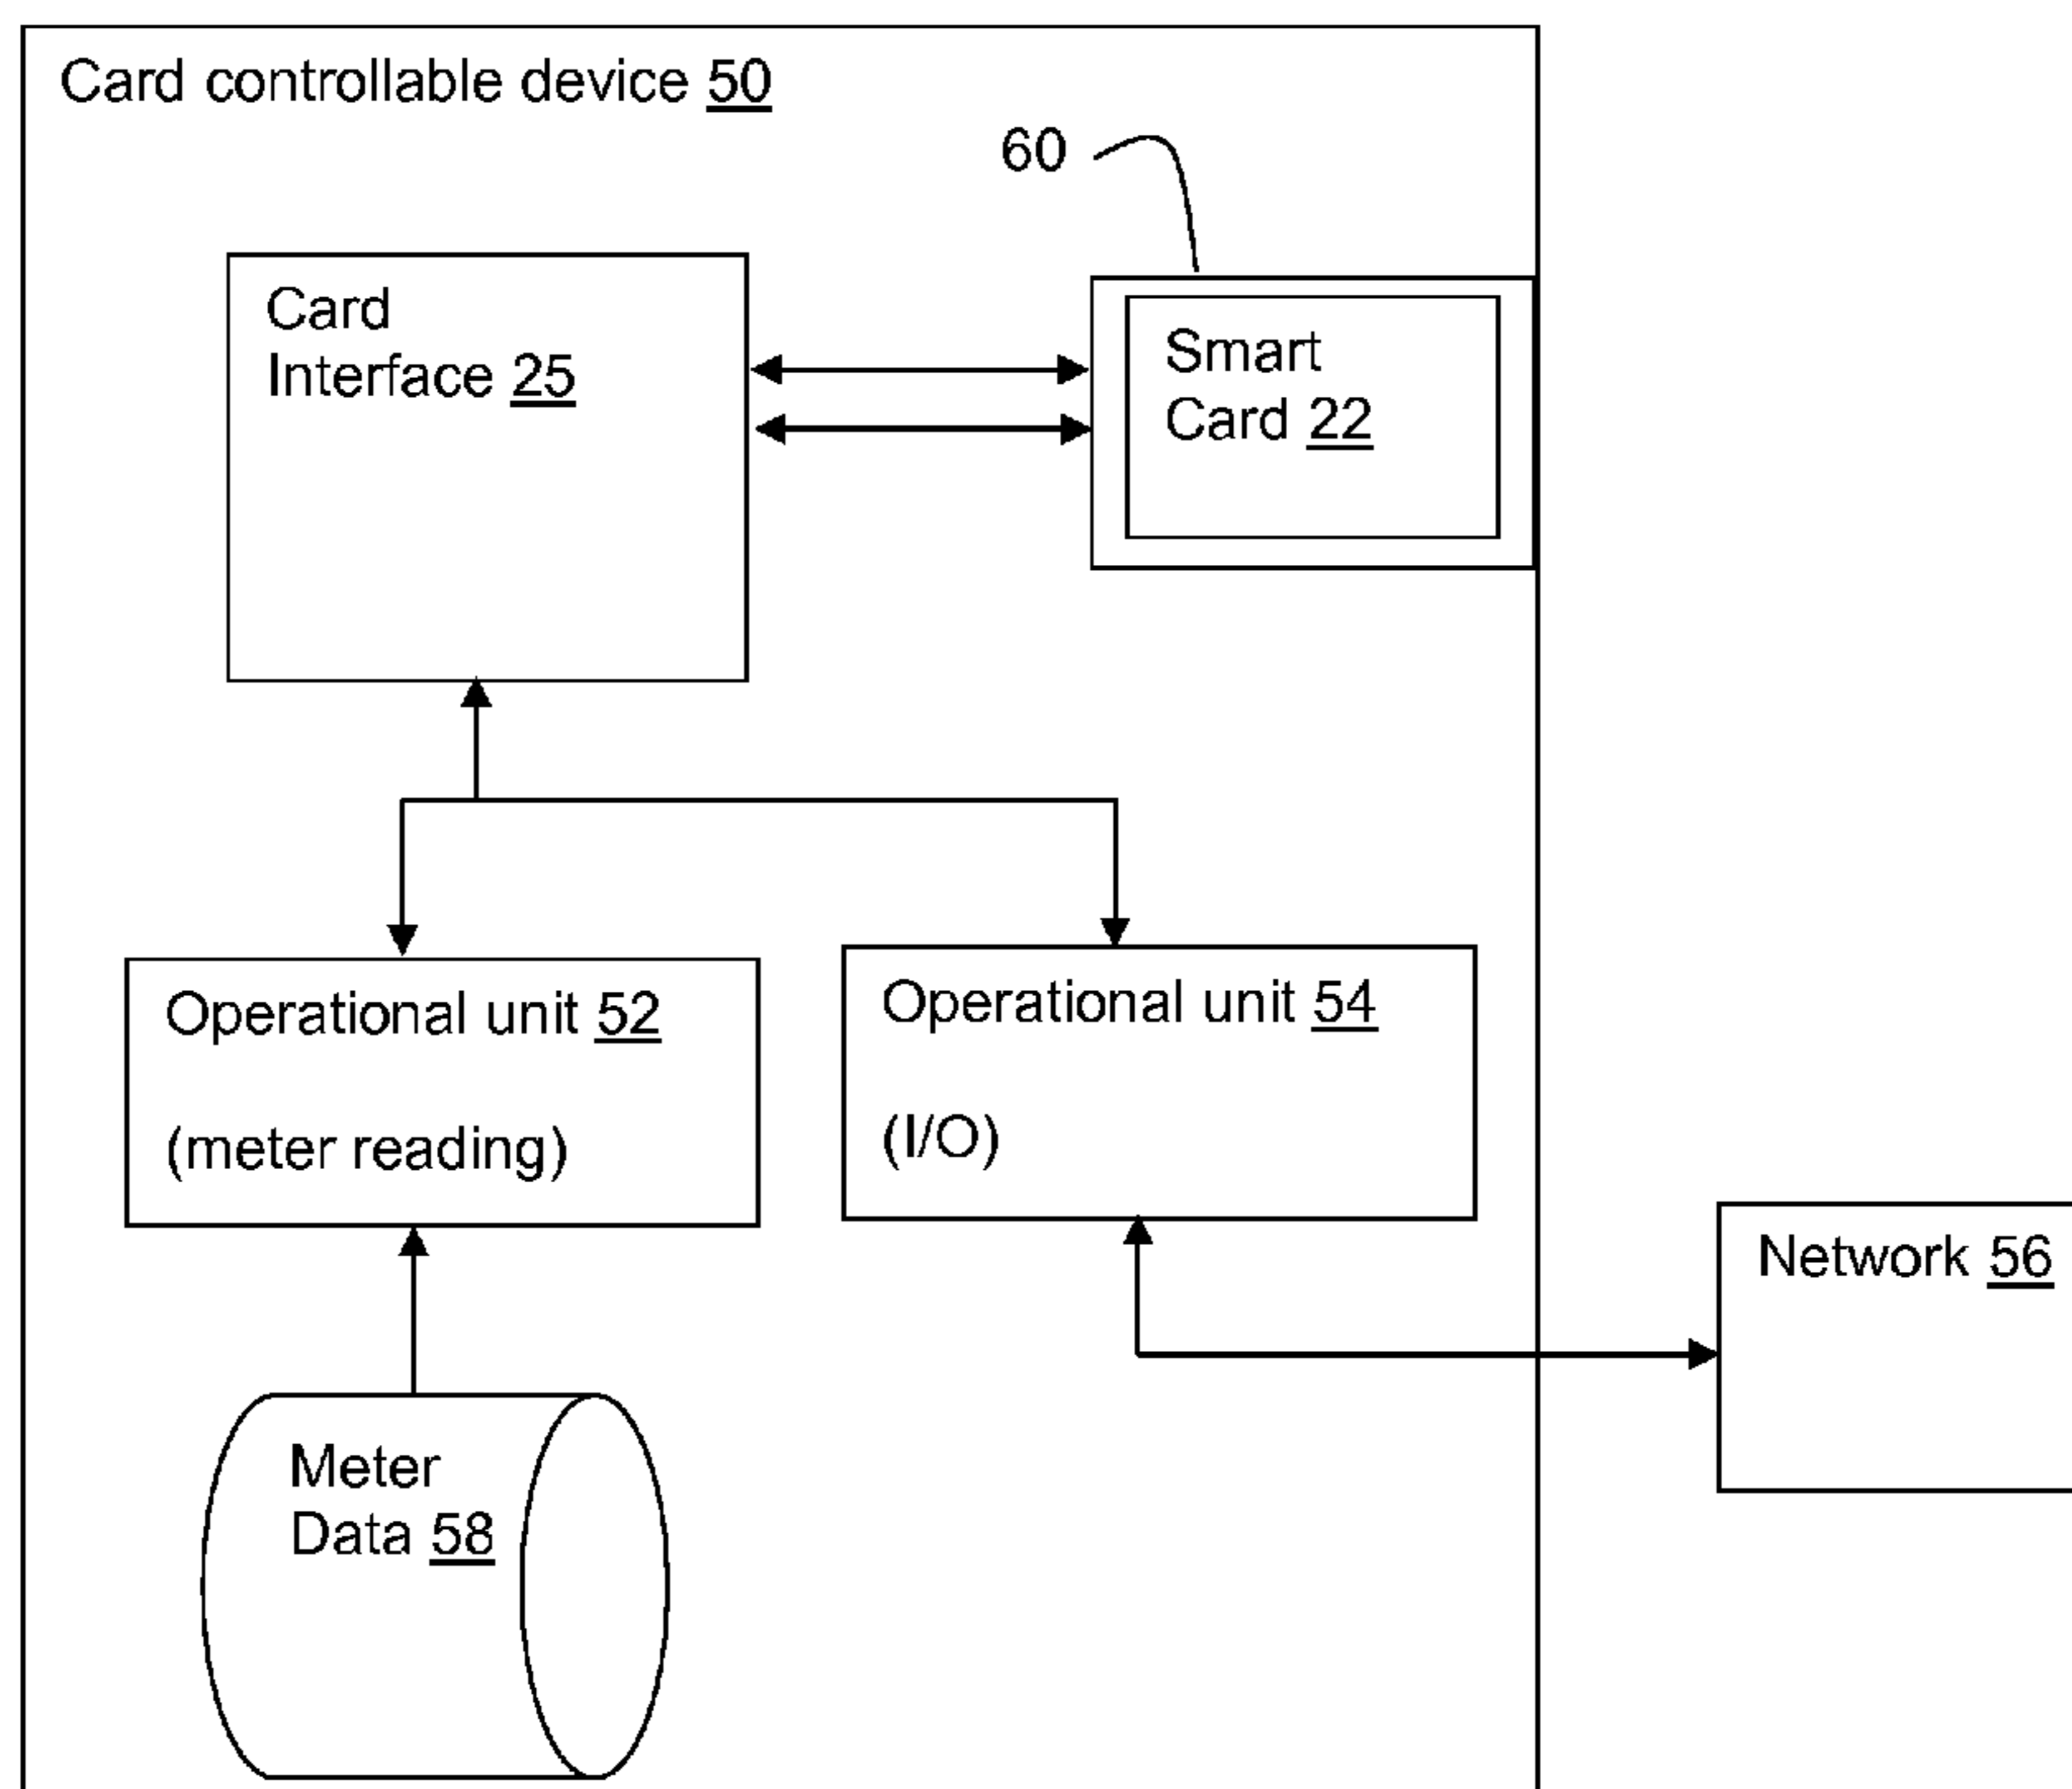 Card controllable device 50
60
Card
Interface 25
Smart
Card 22
Operational unit 52
(meter reading)
Operational unit 54
(I/O)
Network 56
Meter
Data 58